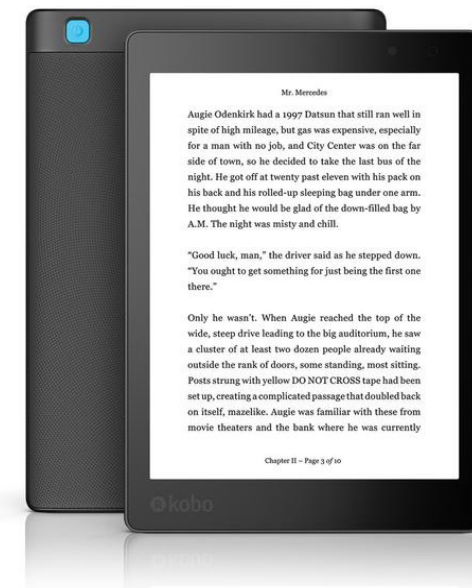 Mr. Mercedes
Augie Odenkirk had a 1997 Datsun that still ran well in
spite of high mileage, but gas was expensive, especially
for a man with no job, and City Center was on the far
side of town, so he decided to take the last bus of the
night. He got off at twenty past eleven with his pack on
his back and his rolled-up sleeping bag under one arm.
He thought he would be glad of the down-filled bag by
A.M. The night was misty and chill.
“Good luck, man,” the driver said as he stepped down.
“You ought to get something for just being the first one
there.”
Only he wasn’t. When Augie reached the top of the
wide, steep drive leading to the big auditorium, he saw
a cluster of at least two dozen people already waiting
outside the rank of doors, some standing, most sitting.
Posts strung with yellow DO NOT CROSS tape had been
set up, creating a complicated passage that doubled back
on itself, mazelike. Augie was familiar with these from
movie theaters and the bank where he was currently
Chapter II – Page 3 of 10
kobo